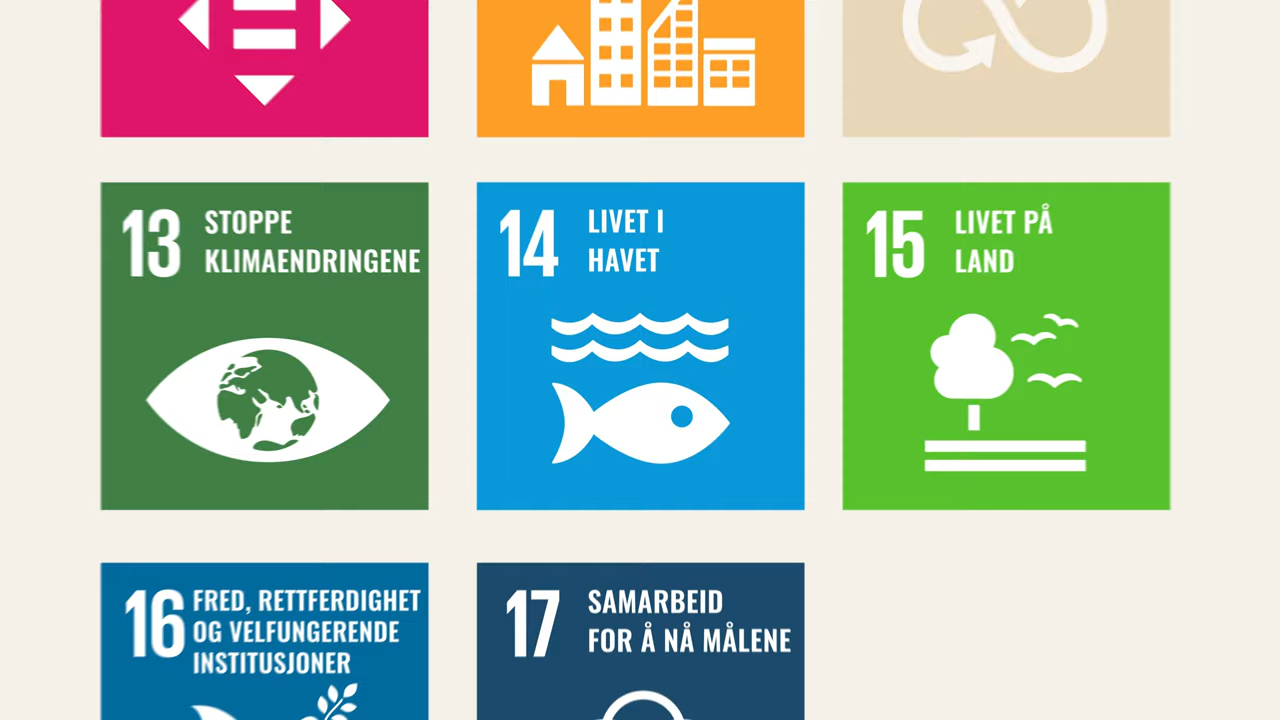 13
STOPPE
KLIMAENDRINGENE
14
LIVET I
HAVET
15
LIVET PÅ
LAND
16
FRED, RETTFERDIGHET
OG VELFUNGERENDE
INSTITUSJONER
17
SAMARBEID
FOR Å NÅ MÅLENE